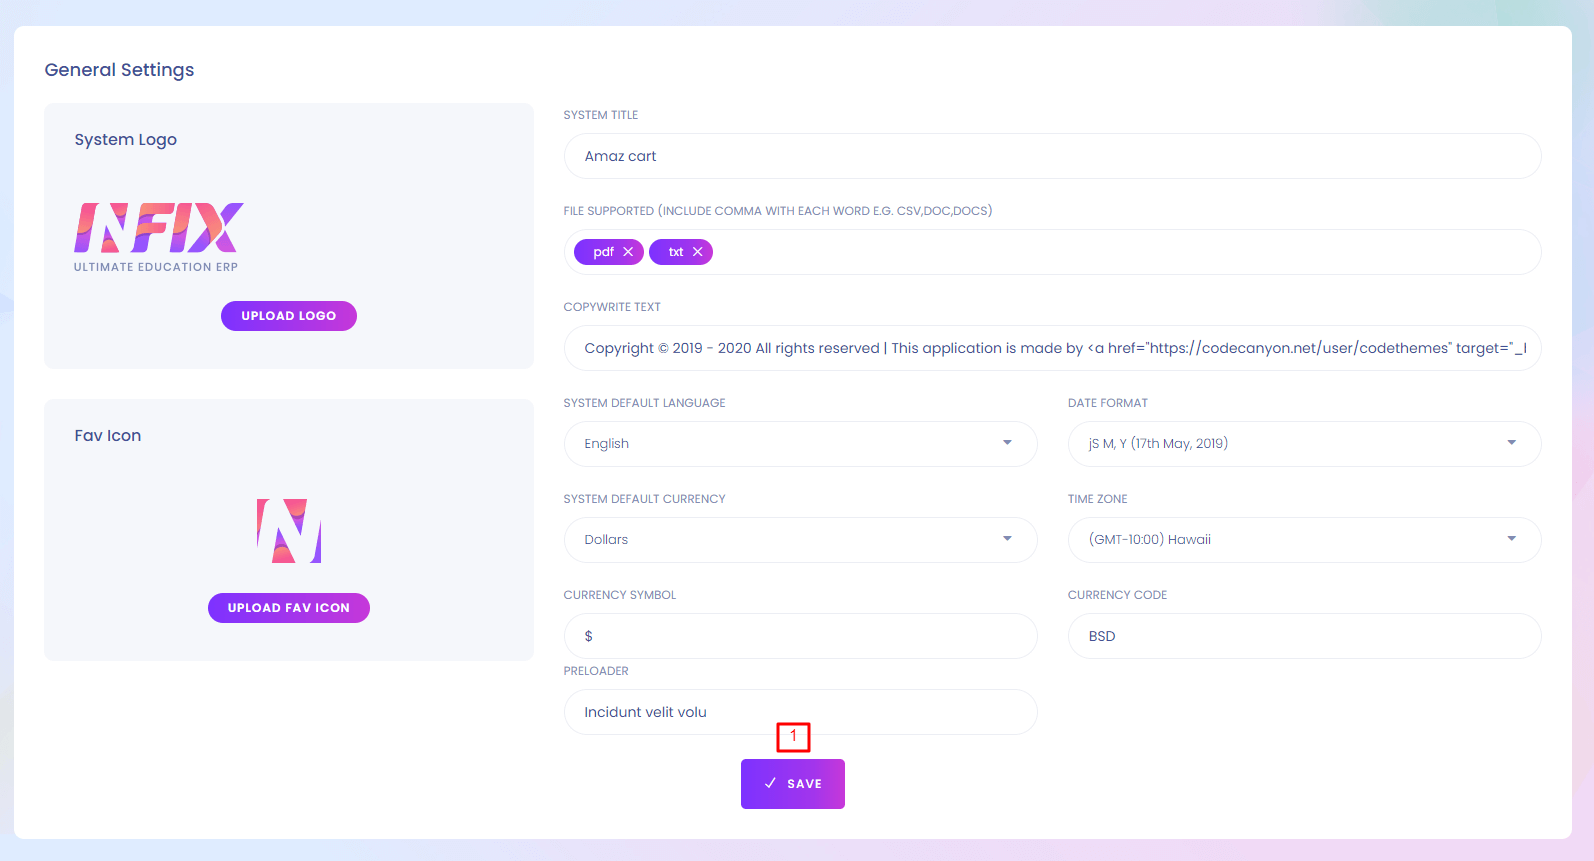 General Settings
System Logo
INFIX
ULTIMATE EDUCATION ERP
UPLOAD LOGO
Fav Icon
N
UPLOAD FAV ICON
SYSTEM TITLE
Amaz cart
FILE SUPPORTED (INCLUDE COMMA WITH EACH WORD E.G. CSV,DOC,DOCS)
pdf × txt ×
COPYWRITE TEXT
Copyright © 2019 - 2020 All rights reserved | This application is made by <a href="https://codecanyon.net/user/codethemes" target="_
SYSTEM DEFAULT LANGUAGE
English
DATE FORMAT
jS M, Y (17th May, 2019)
SYSTEM DEFAULT CURRENCY
Dollars
TIME ZONE
(GMT-10:00) Hawaii
CURRENCY SYMBOL
$
CURRENCY CODE
BSD
PRELOADER
Incidunt velit volu
1
✓ SAVE